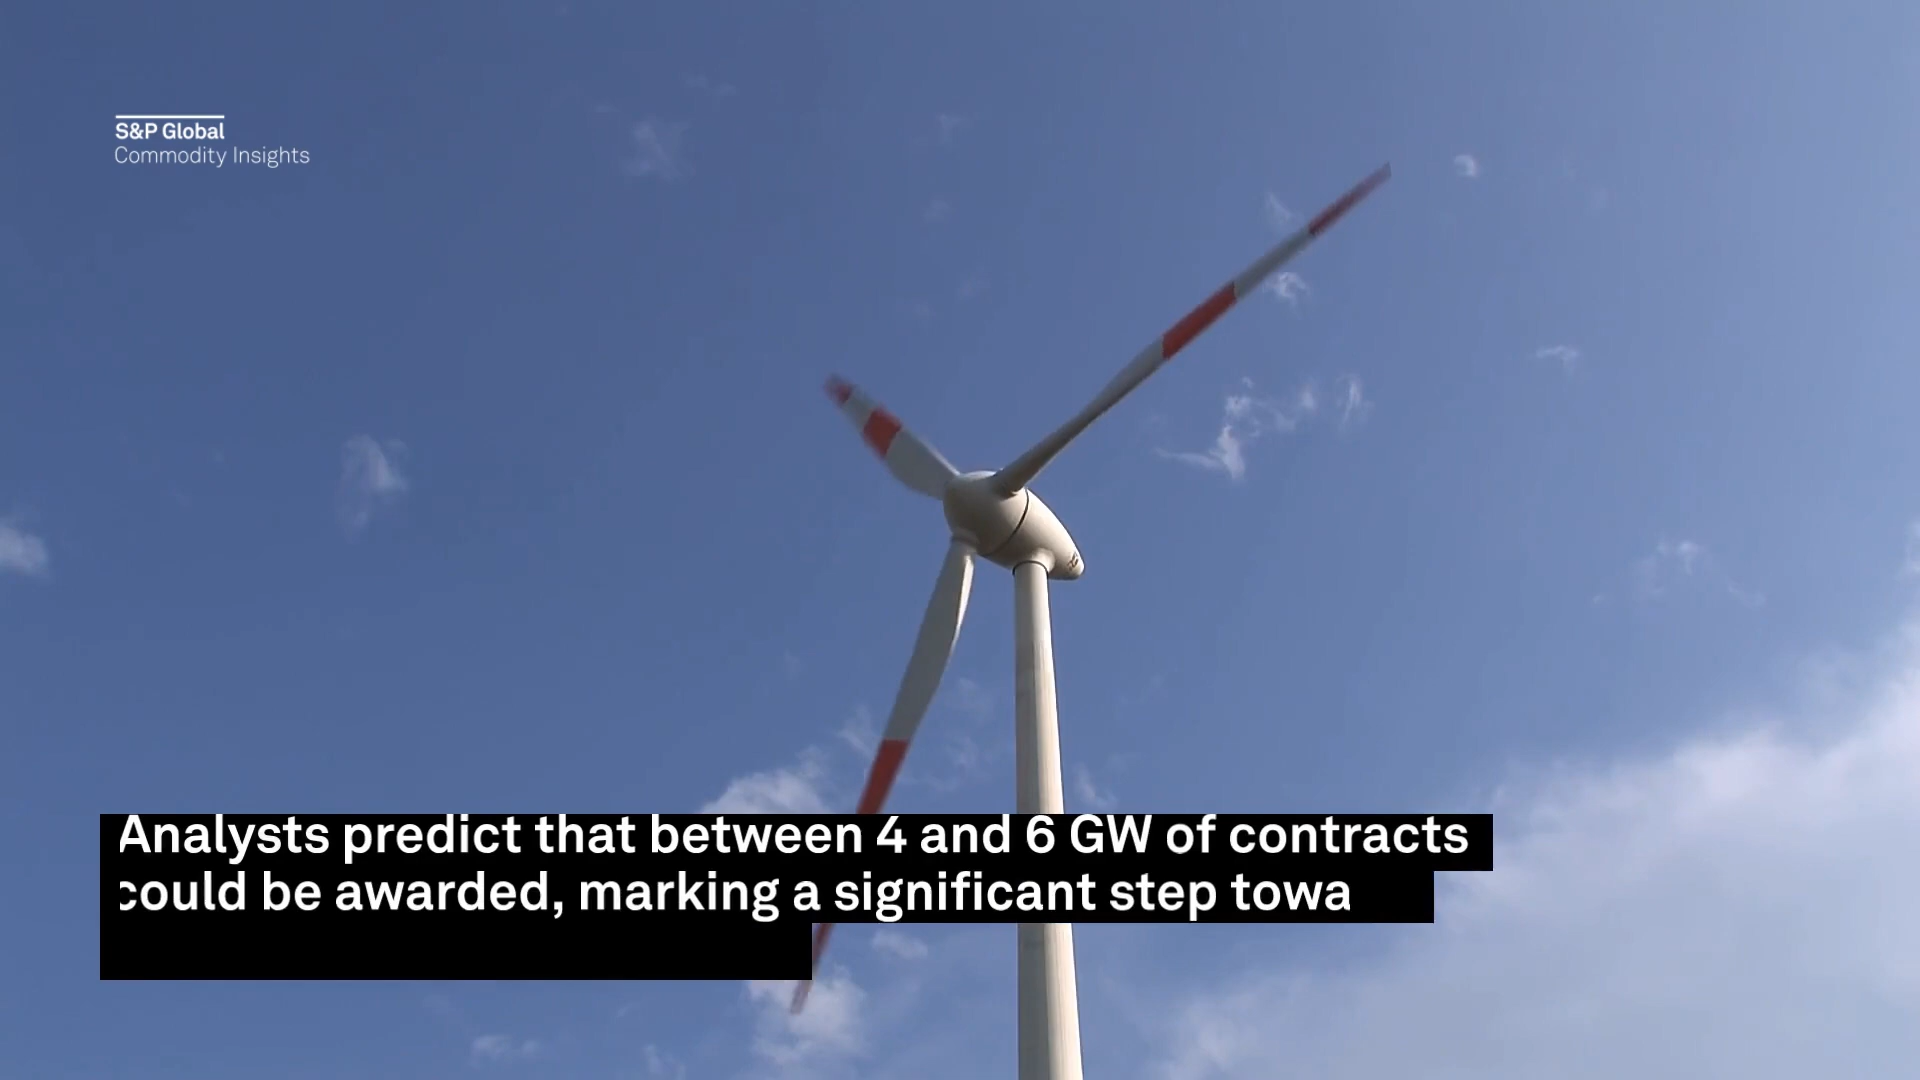 S&P Global
Commodity Insights
Analysts predict that between 4 and 6 GW of contracts
could be awarded, marking a significant step towa